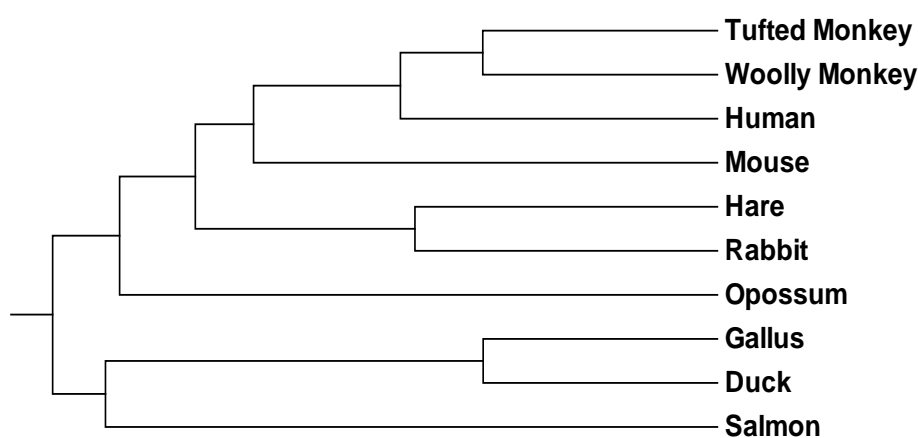 Tufted Monkey
Woolly Monkey
Human
Mouse
Hare
Rabbit
Opossum
Gallus
Duck
Salmon